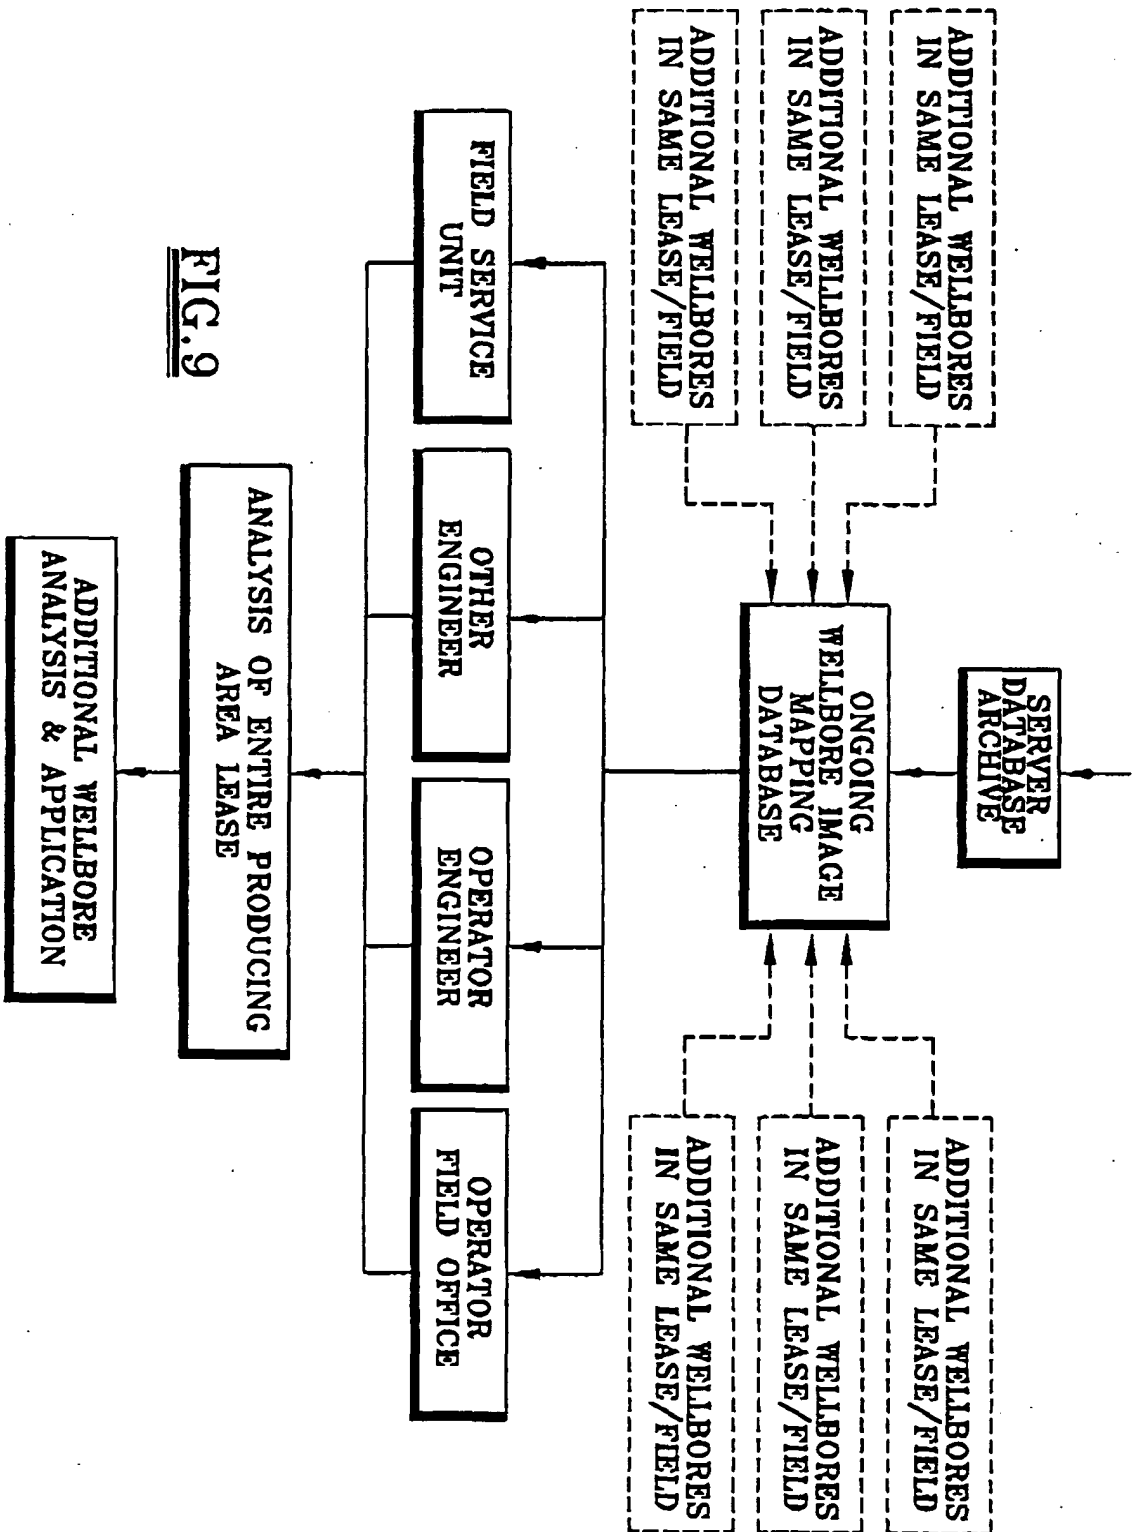 SERVER
DATABASE
ARCHIVE
ADDITIONAL WELLBORES
IN SAME LEASE/FIELD
ADDITIONAL WELLBORES
IN SAME LEASE/FIELD
ADDITIONAL WELLBORES
IN SAME LEASE/FIELD
ONGOING
WELLBORE IMAGE
MAPPING
DATABASE
ADDITIONAL WELLBORES
IN SAME LEASE/FIELD
ADDITIONAL WELLBORES
IN SAME LEASE/FIELD
ADDITIONAL WELLBORES
IN SAME LEASE/FIELD
FIELD SERVICE
UNIT
OTHER
ENGINEER
OPERATOR
ENGINEER
OPERATOR
FIELD OFFICE
ANALYSIS OF ENTIRE PRODUCING
AREA LEASE
ADDITIONAL WELLBORE
ANALYSIS & APPLICATION
FIG.9